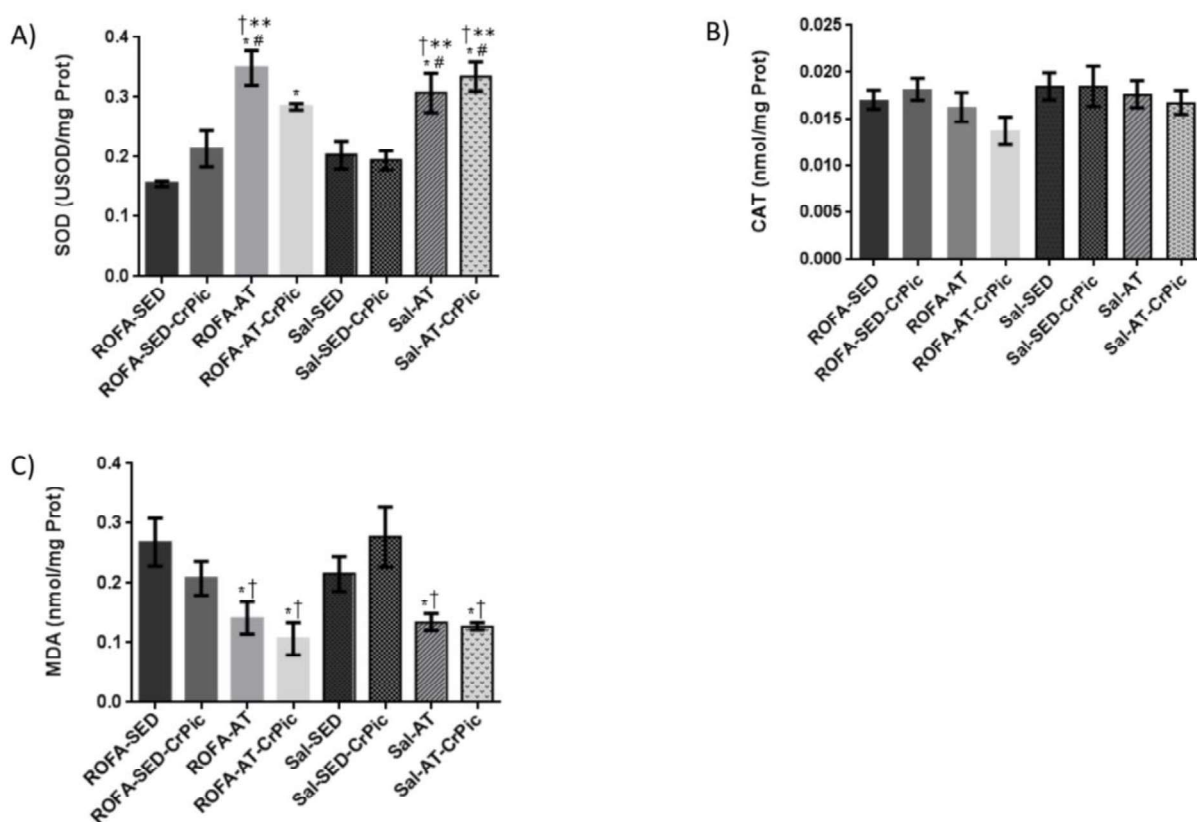 A)
SOD (USOD/mg Prot)
0.4
0.3
0.2
0.1
0.0
†**
*#
*
†**
*#
†**
*#
ROFA-SED
ROFA-SED-CrPic
ROFA-AT
ROFA-AT-CrPic
Sal-SED
Sal-SED-CrPic
Sal-AT
Sal-AT-CrPic
B)
CAT (nmol/mg Prot)
0.025
0.020
0.015
0.010
0.005
0.000
ROFA-SED
ROFA-SED-CrPic
ROFA-AT
ROFA-AT-CrPic
Sal-SED
Sal-SED-CrPic
Sal-AT
Sal-AT-CrPic
C)
MDA (nmol/mg Prot)
0.4
0.3
0.2
0.1
0.0
*†
*†
*†
*†
ROFA-SED
ROFA-SED-CrPic
ROFA-AT
ROFA-AT-CrPic
Sal-SED
Sal-SED-CrPic
Sal-AT
Sal-AT-CrPic